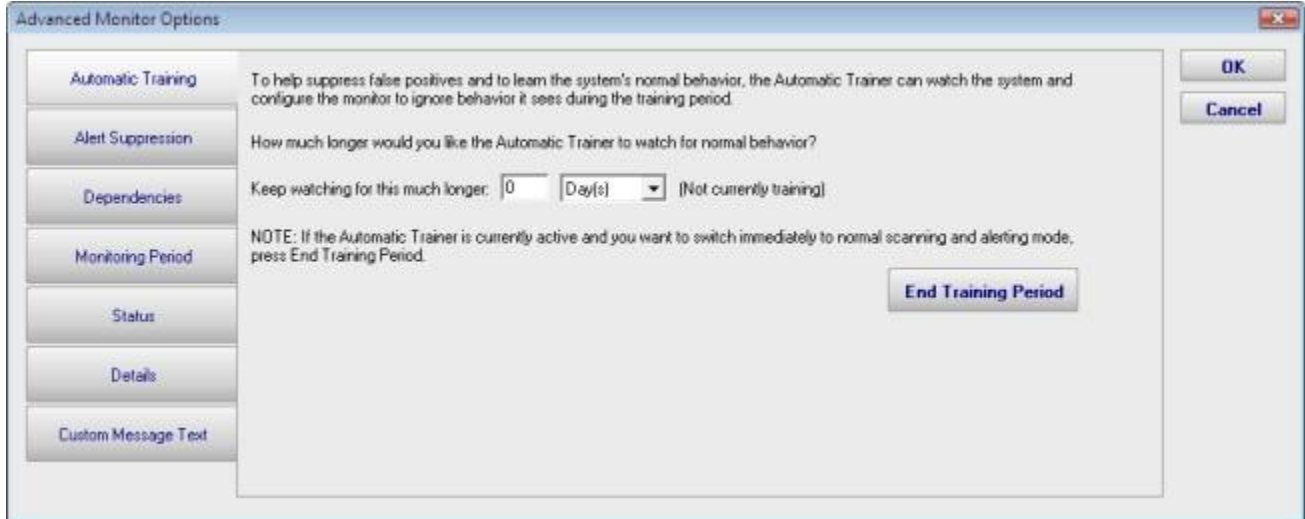 Advanced Monitor Options
Automatic Training
Alert Suppression
Dependencies
Monitoring Period
Status
Details
Custom Message Text
To help suppress false positives and to learn the system's normal behavior, the Automatic Trainer can watch the system and
configure the monitor to ignore behavior it sees during the training period.
How much longer would you like the Automatic Trainer to watch for normal behavior?
Keep watching for this much longer: 0 Day(s) (Not currently training)
NOTE: If the Automatic Trainer is currently active and you want to switch immediately to normal scanning and alerting mode,
press End Training Period.
End Training Period
OK
Cancel